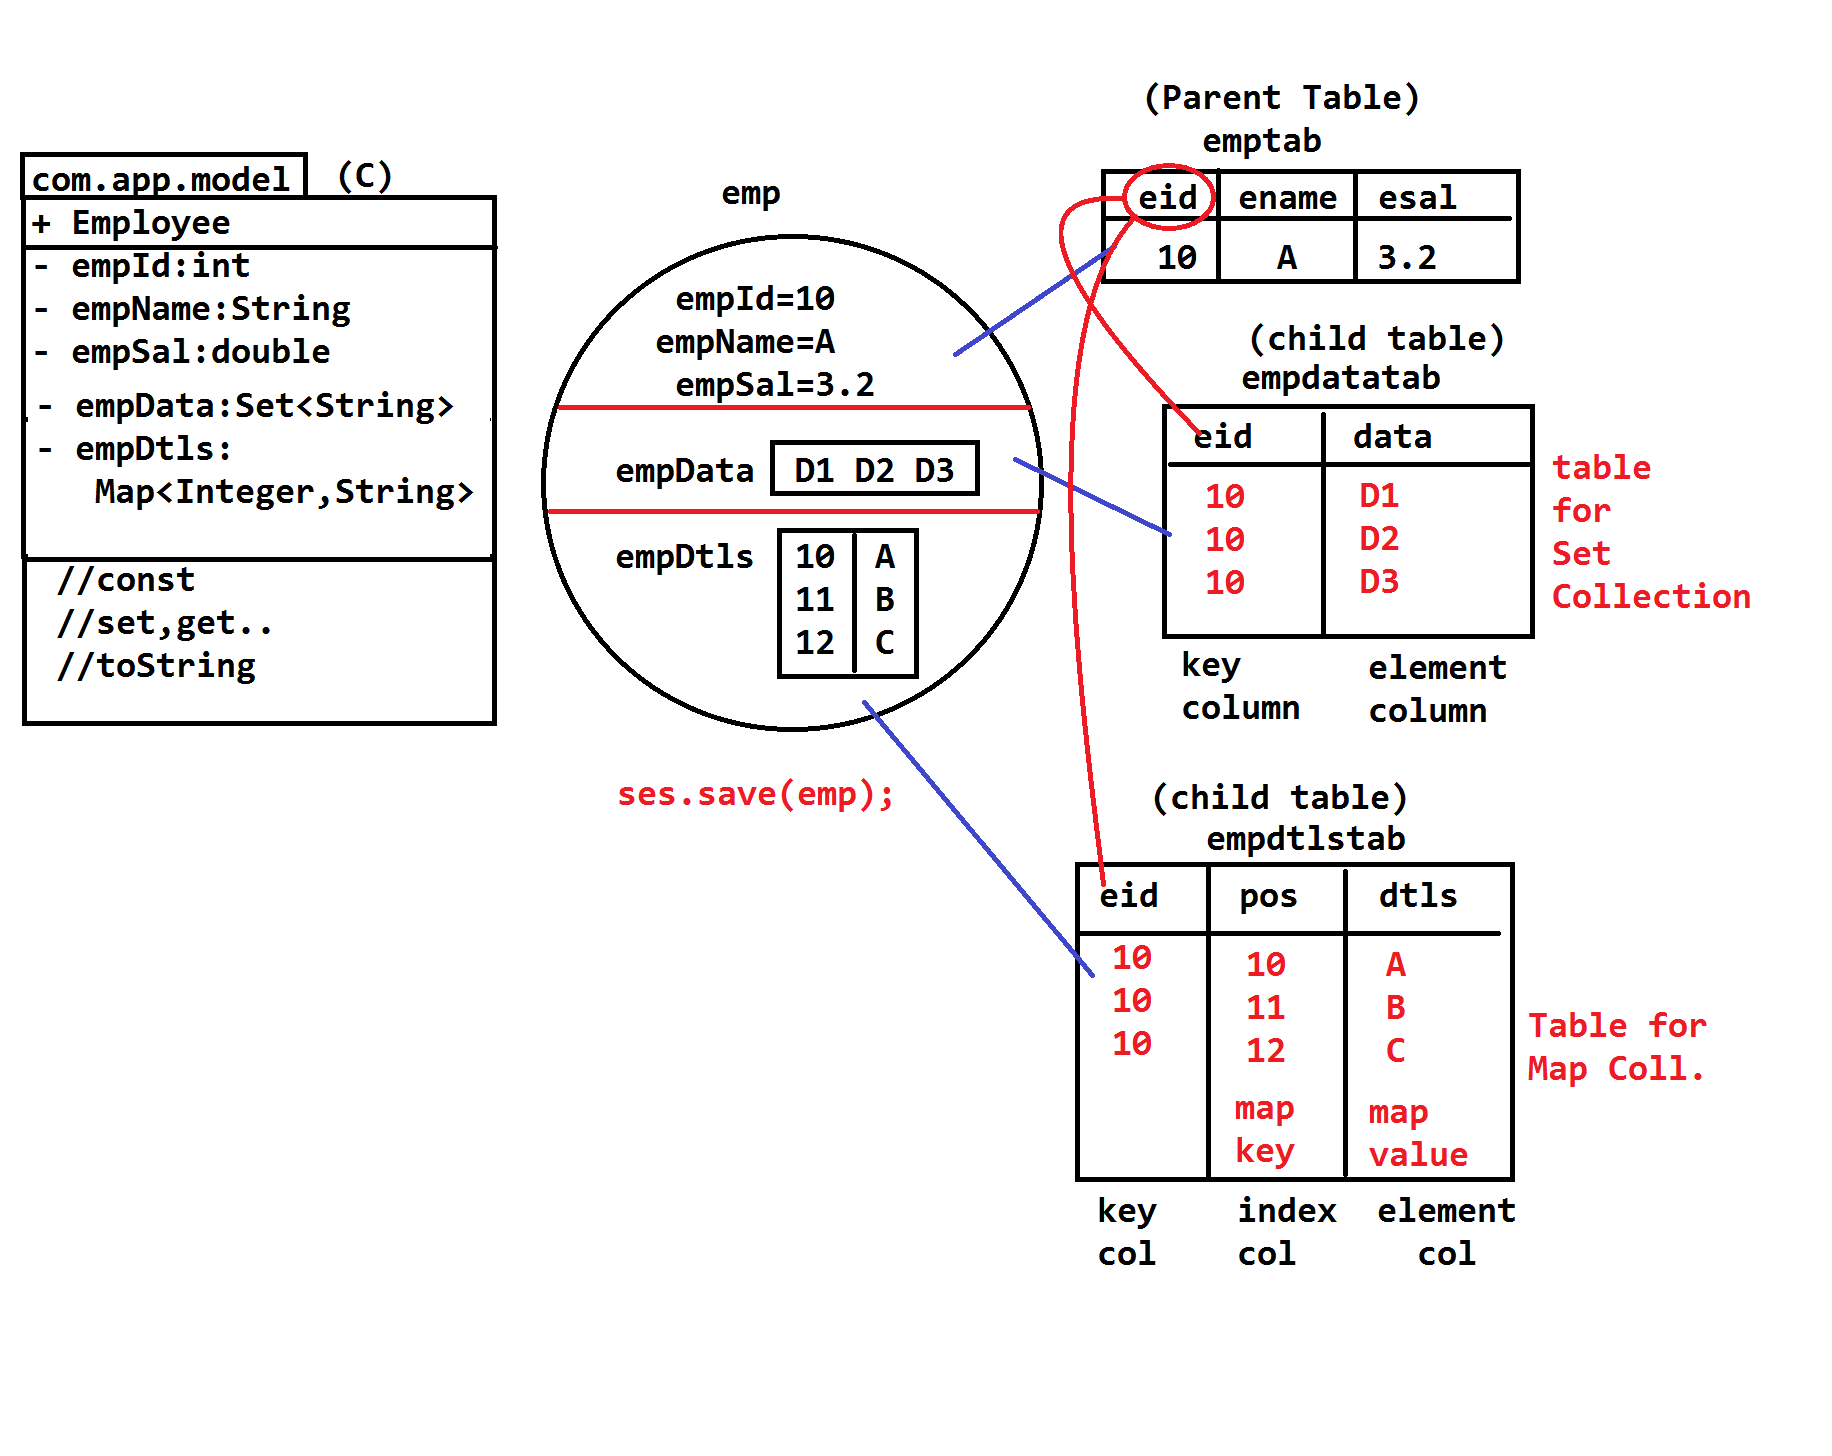 com.app.model (C)
+ Employee
- empId:int
- empName:String
- empSal:double
- empData:Set<String>
- empDtls:
Map<Integer,String>
//const
//set,get..
//toString
emp
empId=10
empName=A
empSal=3.2
empData D1 D2 D3
empDtls 10 A
11 B
12 C
ses.save(emp);
(Parent Table)
emptab
eid ename esal
10 A 3.2
(child table)
empdatatab
eid data
10 D1
10 D2
10 D3
key element
column column
table
for
Set
Collection
(child table)
empdtlstab
eid pos dtls
10 10 A
10 11 B
10 12 C
map map
key value
key index element
col col col
Table for
Map Coll.